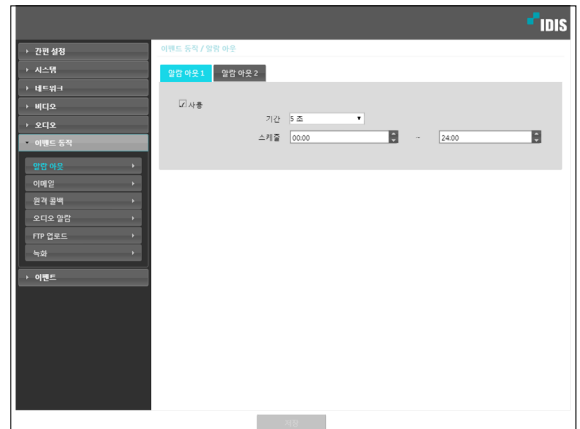 IDIS
간편 설정
시스템
네트워크
비디오
오디오
이벤트 동작
알람 아웃
이메일
원격 콜백
오디오 알람
FTP 업로드
녹화
이벤트
이벤트 동작 / 알람 아웃
알람 아웃 1 알람 아웃 2
사용
기간 5 초
스케줄 00:00 ~ 24:00
저장